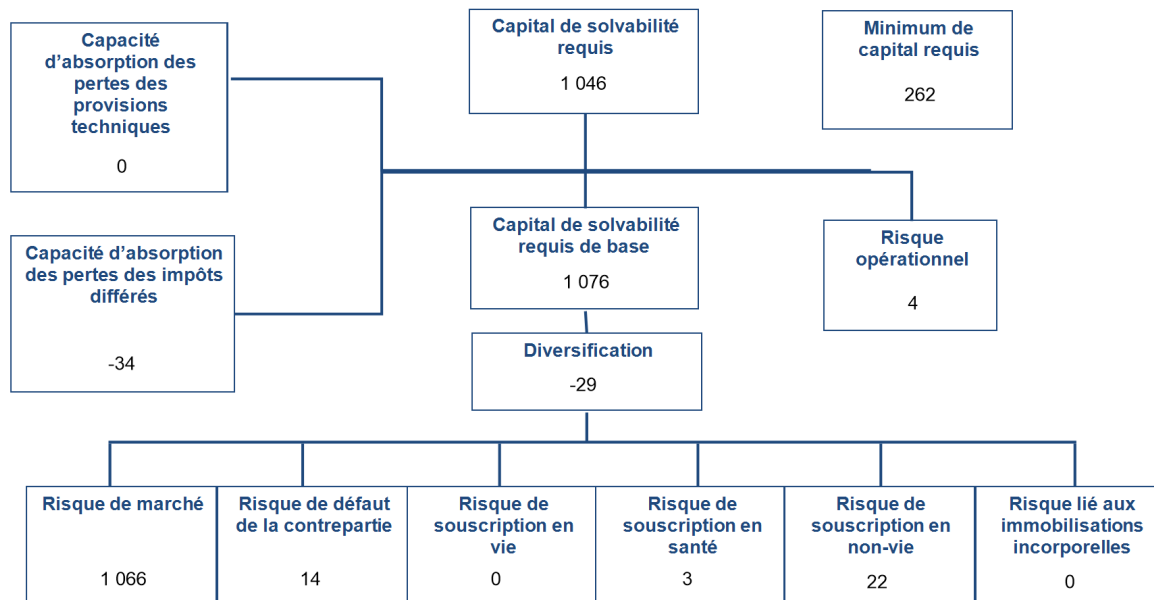 Capacité
d'absorption des
pertes des
provisions
techniques
0
Capital de solvabilité
requis
1 046
Minimum de
capital requis
262
Capacité d'absorption
des pertes des impôts
différés
-34
Capital de solvabilité
requis de base
1 076
Risque
opérationnel
4
Diversification
-29
Risque de marché
1 066
Risque de défaut
de la contrepartie
14
Risque de
souscription en
vie
0
Risque de
souscription en
santé
3
Risque de
souscription en
non-vie
22
Risque lié aux
immobilisations
incorporelles
0